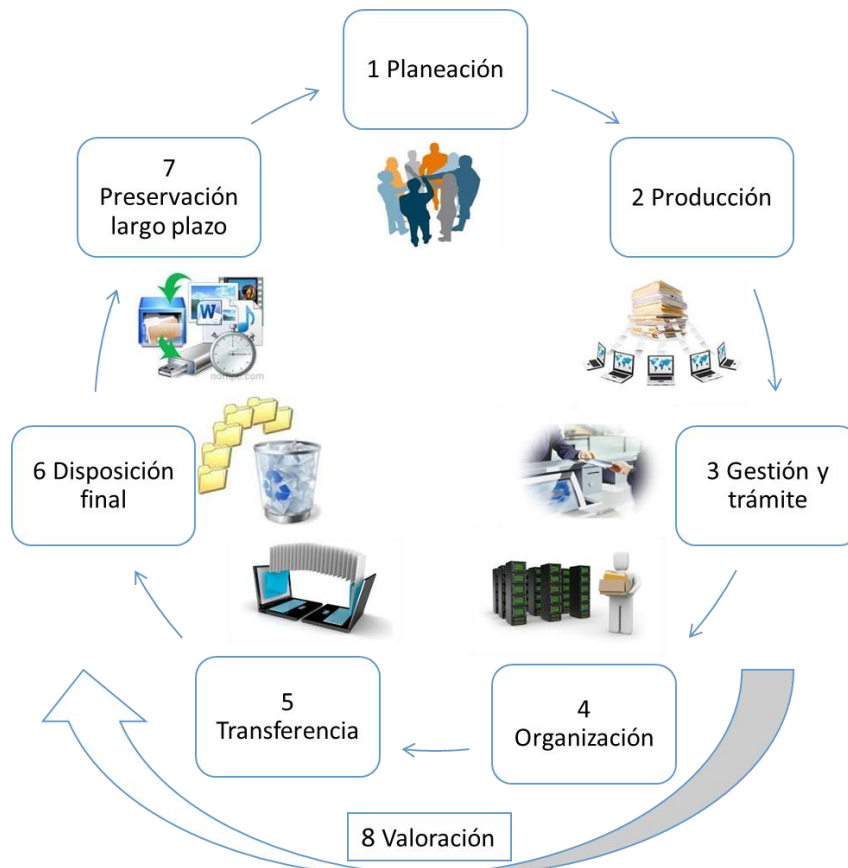 1 Planeación
2 Producción
3 Gestión y
trámite
4
Organización
5
Transferencia
6 Disposición
final
7
Preservación
largo plazo
8 Valoración
W